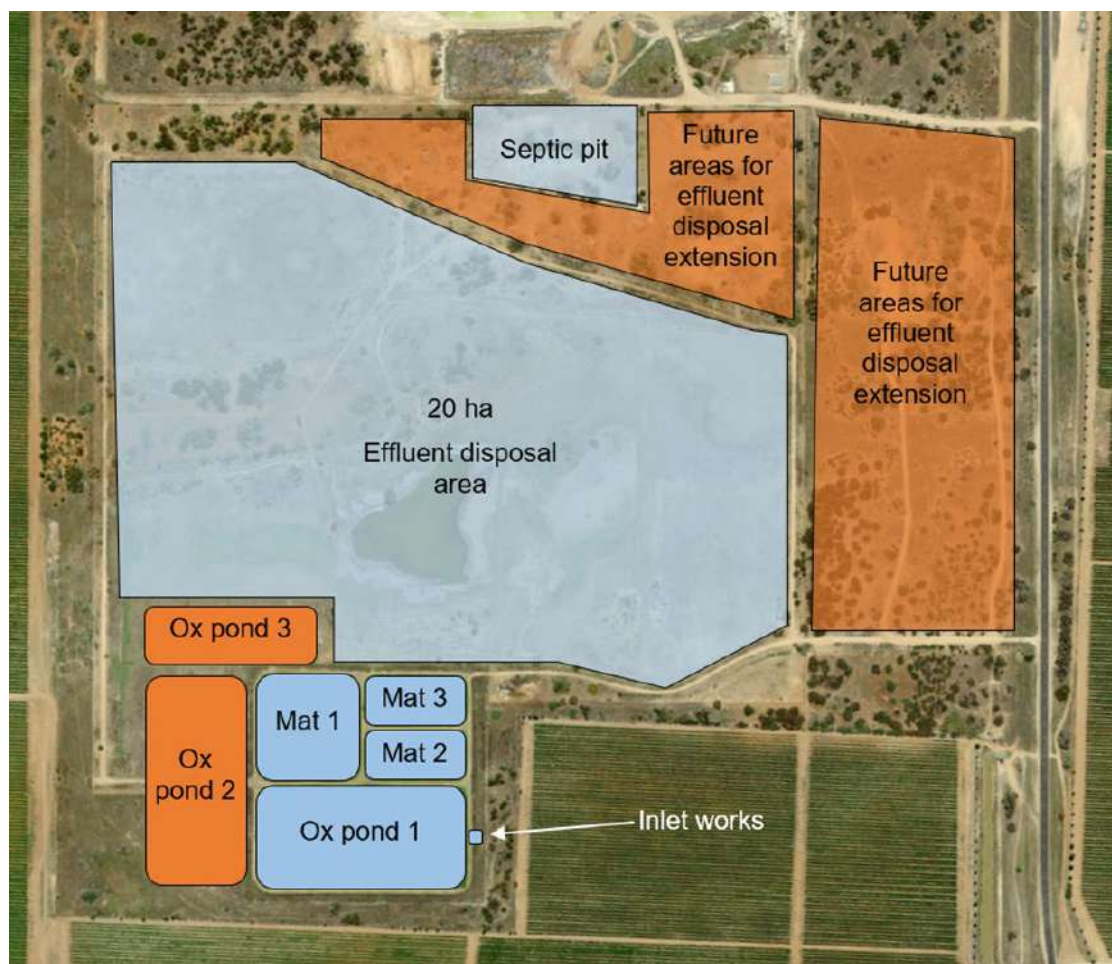 Septic pit
Future
areas for
effluent
disposal
extension
Future
areas for
effluent
disposal
extension
20 ha
Effluent disposal
area
Ox pond 3
Mat 1
Mat 3
Mat 2
Ox
pond 2
Ox pond 1
Inlet works